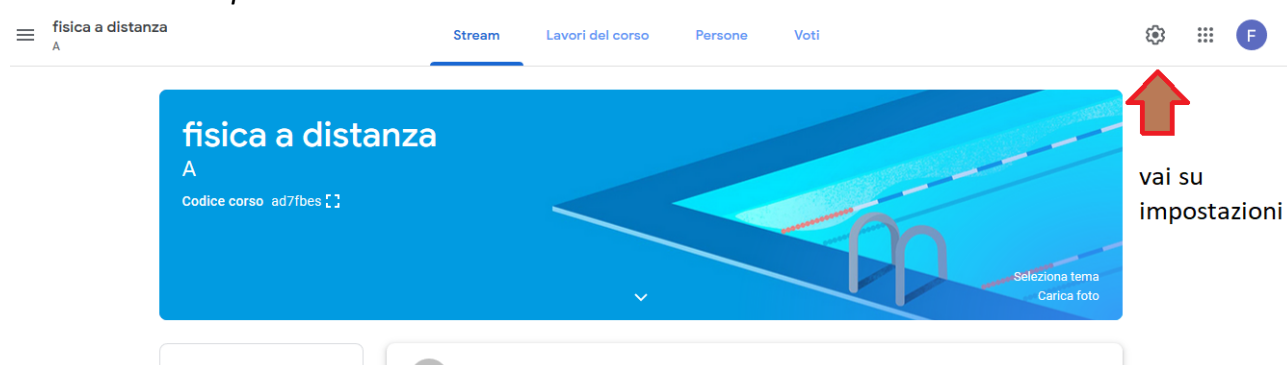 fisica a distanza
A
Stream Lavori del corso Persone Voti
F
fisica a distanza
A
Codice corso ad7fbes
Seleziona tema
Carica foto
vai su
impostazioni